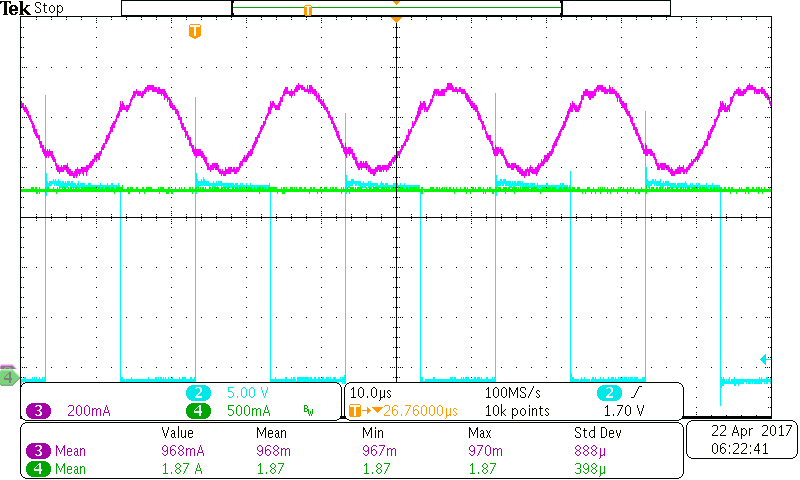 Tek Stop
T
T
4
2 5.00 V
3 200mA 4 500mA BW
10.0µs 100MS/s 2
T→▼26.76000µs 10k points 1.70 V
Value Mean Min Max Std Dev
3 Mean 968mA 968m 967m 970m 888µ
4 Mean 1.87 A 1.87 1.87 1.87 398µ
22 Apr 2017
06:22:41